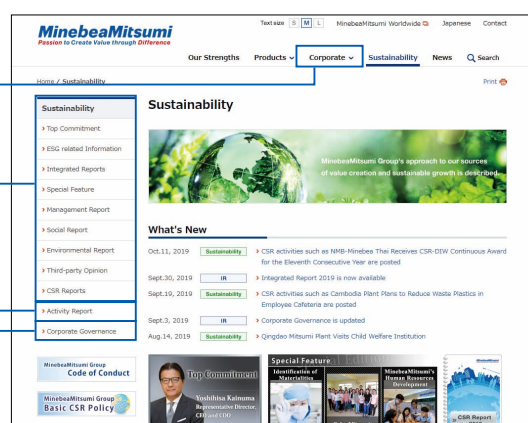 MinebeaMitsumi
Passion to Create Value through Difference
Text size S M L MinebeaMitsumi Worldwide Japanese Contact
Our Strengths Products Corporate Sustainability News Search
Home / Sustainability
Print
Sustainability
Top Commitment
ESG related Information
Integrated Reports
Special Feature
Management Report
Social Report
Environmental Report
Third-party Opinion
CSR Reports
Activity Report
Corporate Governance
MinebeaMitsumi Group
Code of Conduct
MinebeaMitsumi Group
Basic CSR Policy
Sustainability
MinebeaMitsumi Group's approach to our sources
of value creation and sustainable growth is described.
What's New
Oct.11, 2019 Sustainability CSR activities such as NMB-Minebea Thai Receives CSR-DIW Continuous Award
for the Eleventh Consecutive Year are posted
Sept.30, 2019 IR Integrated Report 2019 is now available
Sept.19, 2019 Sustainability CSR activities such as Cambodia Plant Plans to Reduce Waste Plastics in
Employee Cafeteria are posted
Sept.3, 2019 IR Corporate Governance is updated
Aug.14, 2019 Sustainability Qingdao Mitsumi Plant Visits Child Welfare Institution
Top Commitment
Yoshihisa Kainuma
Representative Director,
CEO and COO
Special Feature
Identification of
Materialities
MinebeaMitsumi's
Human Resources
Development
MinebeaMitsumi
CSR Report